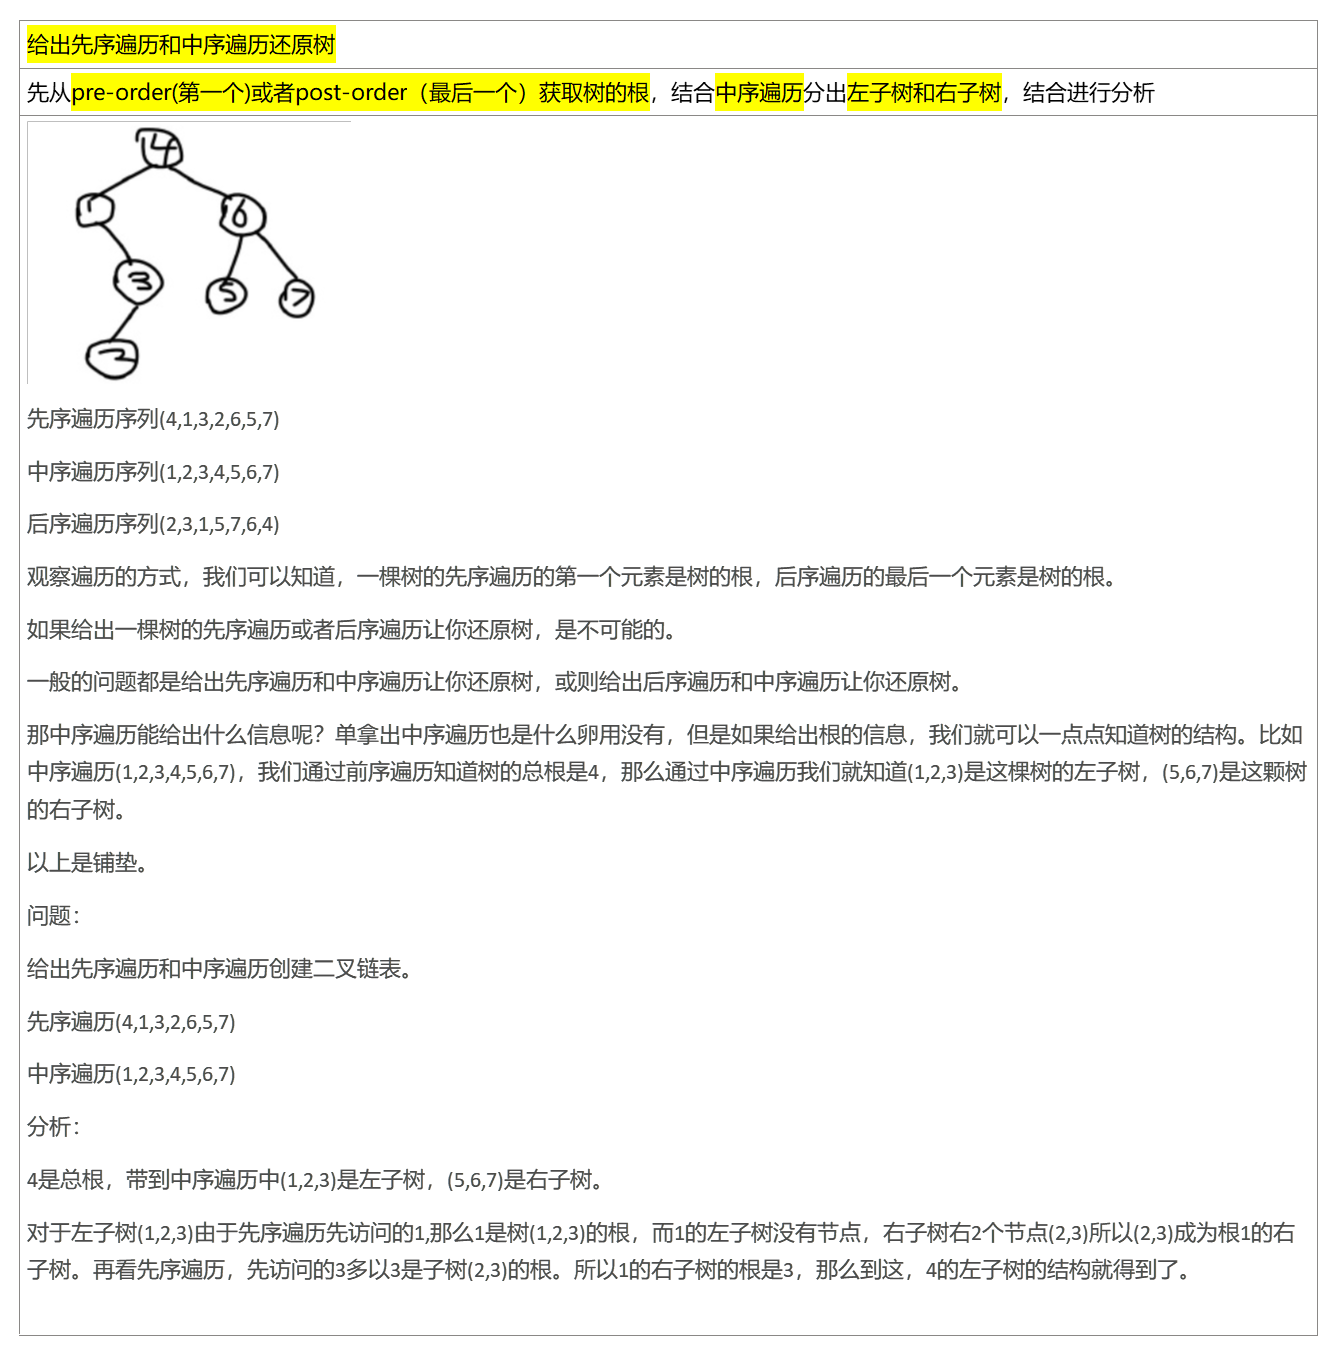 给出先序遍历和中序遍历还原树
先从pre-order(第一个)或者post-order（最后一个）获取树的根，结合中序遍历分出左子树和右子树，结合进行分析
4
1
6
3
5
7
2
先序遍历序列(4,1,3,2,6,5,7)
中序遍历序列(1,2,3,4,5,6,7)
后序遍历序列(2,3,1,5,7,6,4)
观察遍历的方式，我们可以知道，一棵树的先序遍历的第一个元素是树的根，后序遍历的最后一个元素是树的根。
如果给出一棵树的先序遍历或者后序遍历让你还原树，是不可能的。
一般的问题都是给出先序遍历和中序遍历让你还原树，或则给出后序遍历和中序遍历让你还原树。
那中序遍历能给出什么信息呢？单拿出中序遍历也是什么卵用没有，但是如果给出根的信息，我们就可以一点点知道树的结构。比如
中序遍历(1,2,3,4,5,6,7)，我们通过前序遍历知道树的总根是4，那么通过中序遍历我们就知道(1,2,3)是这棵树的左子树，(5,6,7)是这颗树
的右子树。
以上是铺垫。
问题：
给出先序遍历和中序遍历创建二叉链表。
先序遍历(4,1,3,2,6,5,7)
中序遍历(1,2,3,4,5,6,7)
分析：
4是总根，带到中序遍历中(1,2,3)是左子树，(5,6,7)是右子树。
对于左子树(1,2,3)由于先序遍历先访问的1,那么1是树(1,2,3)的根，而1的左子树没有节点，右子树右2个节点(2,3)所以(2,3)成为根1的右
子树。再看先序遍历，先访问的3多以3是子树(2,3)的根。所以1的右子树的根是3，那么到这，4的左子树的结构就得到了。